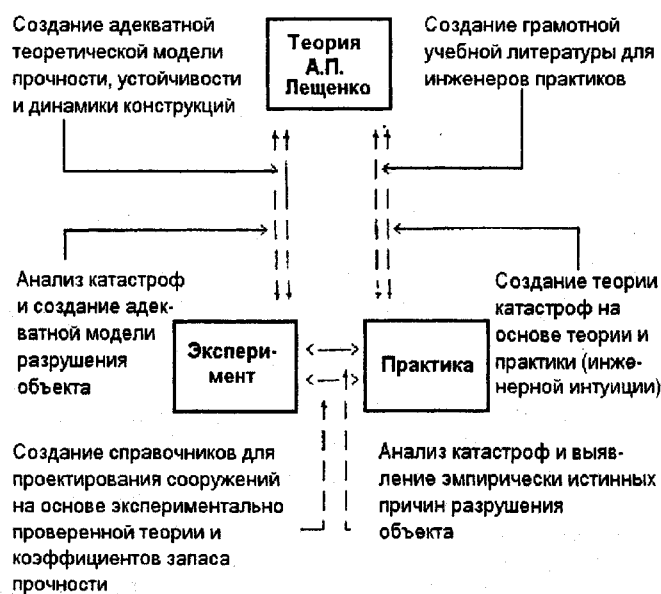 Создание адекватной
теоретической модели
прочности, устойчивости
и динамики конструкций
Теория
А.П.
Лещенко
Создание грамотной
учебной литературы для
инженеров практиков
Анализ катастроф
и создание адек-
ватной модели
разрушения
объекта
Экспери-
мент
Практика
Создание теории
катастроф на
основе теории и
практики (инже-
нерной интуиции)
Создание справочников для
проектирования сооружений
на основе экспериментально
проверенной теории и
коэффициентов запаса
прочности
Анализ катастроф и выяв-
ление эмпирически истинных
причин разрушения
объекта